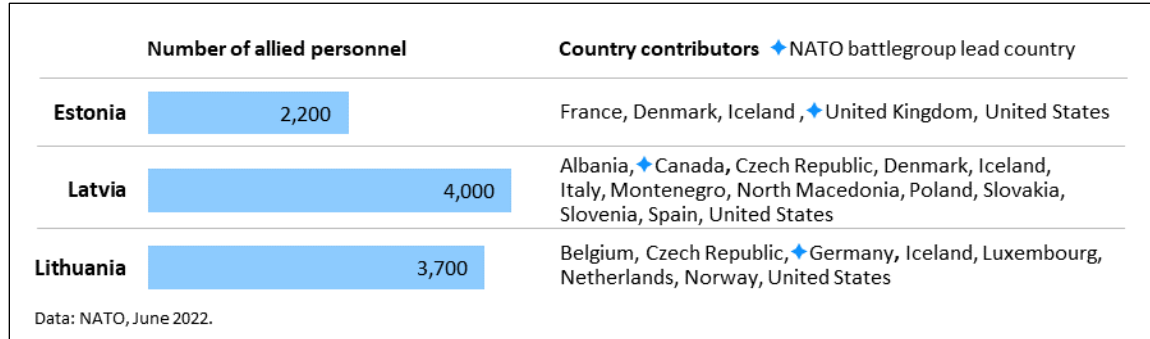 Number of allied personnel
Country contributors ✦NATO battlegroup lead country
Estonia
2,200
France, Denmark, Iceland ,✦United Kingdom, United States
Latvia
4,000
Albania,✦Canada, Czech Republic, Denmark, Iceland,
Italy, Montenegro, North Macedonia, Poland, Slovakia,
Slovenia, Spain, United States
Lithuania
3,700
Belgium, Czech Republic,✦Germany, Iceland, Luxembourg,
Netherlands, Norway, United States
Data: NATO, June 2022.